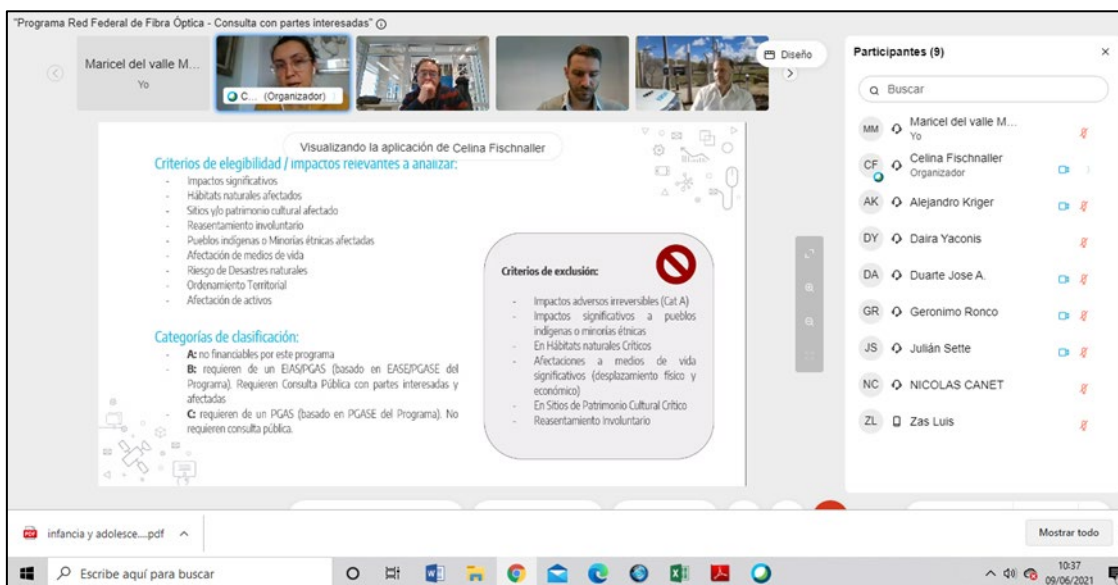 "Programa Red Federal de Fibra Óptica - Consulta con partes interesadas"
Maricel del valle M...
Yo
C... (Organizador)
Diseño
Visualizando la aplicación de Celina Fischnaller
Criterios de elegibilidad / impactos relevantes a analizar:
- Impactos significativos
- Hábitats naturales afectados
- Sitios y/o patrimonio cultural afectado
- Reasentamiento involuntario
- Pueblos indígenas o Minorías étnicas afectadas
- Afectación de medios de vida
- Riesgo de Desastres naturales
- Ordenamiento Territorial
- Afectación de activos
Categorías de clasificación:
- A: no financiables por este programa
- B: requieren de un EIAS/PGAS (basado en EASE/PGASE del
Programa). Requieren Consulta Pública con partes interesadas y
afectadas
- C: requieren de un PGAS (basado en PGASE del Programa). No
requieren consulta pública.
Criterios de exclusión:
- Impactos adversos irreversibles (Cat A)
- Impactos significativos a pueblos
indígenas o minorías étnicas
- En Hábitats naturales Críticos
- Afectaciones a medios de vida
significativos (desplazamiento físico y
económico)
- En Sitios de Patrimonio Cultural Crítico
- Reasentamiento Involuntario
Participantes (9)
Buscar
MM Maricel del valle M...
Yo
CF Celina Fischnaller
Organizador
AK Alejandro Kriger
DY Daira Yaconis
DA Duarte Jose A.
GR Geronimo Ronco
JS Julián Sette
NC NICOLAS CANET
ZL Zas Luis
infancia y adolesce....pdf
Mostrar todo
Escribe aquí para buscar
10:37
09/06/2021